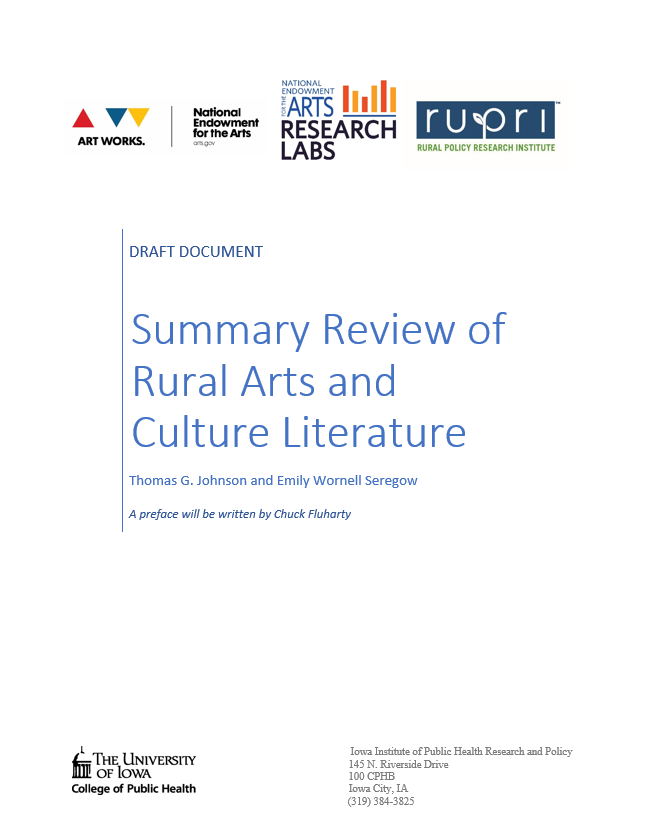 ART WORKS.
National
Endowment
for the Arts
arts.gov
NATIONAL
ENDOWMENT
FOR THE ARTS
RESEARCH
LABS
rupri™
RURAL POLICY RESEARCH INSTITUTE
DRAFT DOCUMENT
Summary Review of
Rural Arts and
Culture Literature
Thomas G. Johnson and Emily Wornell Seregow
A preface will be written by Chuck Fluharty
THE UNIVERSITY
OF IOWA
College of Public Health
Iowa Institute of Public Health Research and Policy
145 N. Riverside Drive
100 CPHB
Iowa City, IA
(319) 384-3825